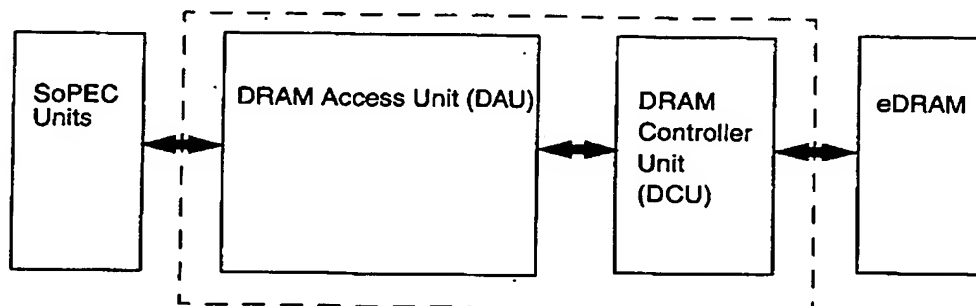 SoPEC
Units
DRAM Access Unit (DAU)
DRAM
Controller
Unit
(DCU)
eDRAM